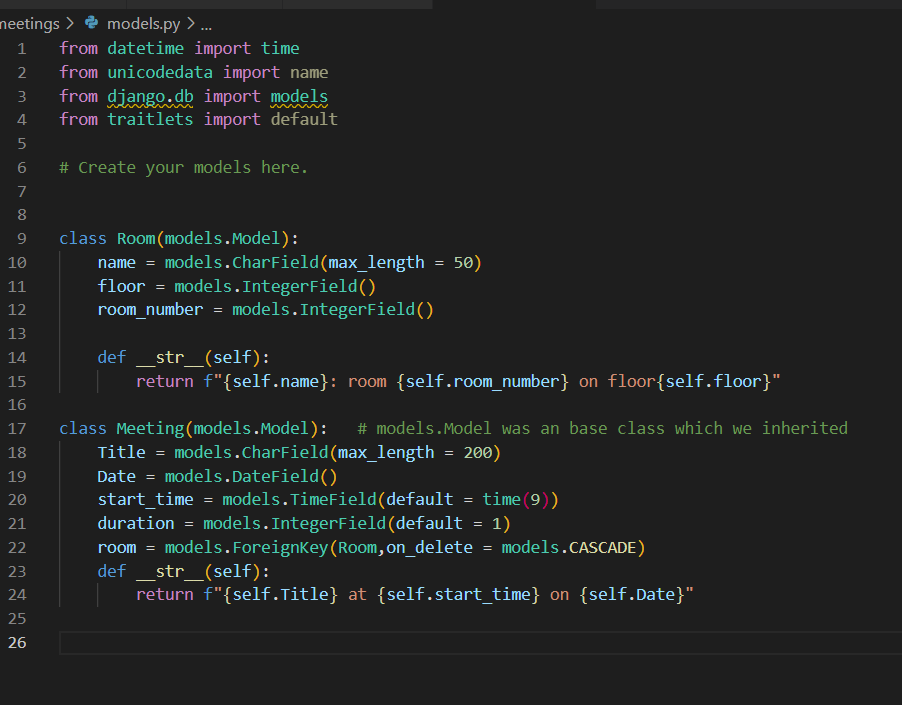 meetings > models.py > ...
1 from datetime import time
2 from unicodedata import name
3 from django.db import models
4 from traitlets import default
5
6 # Create your models here.
7
8
9 class Room(models.Model):
10     name = models.CharField(max_length = 50)
11     floor = models.IntegerField()
12     room_number = models.IntegerField()
13
14     def __str__(self):
15         return f"{self.name}: room {self.room_number} on floor{self.floor}"
16
17 class Meeting(models.Model):   # models.Model was an base class which we inherited
18     Title = models.CharField(max_length = 200)
19     Date = models.DateField()
20     start_time = models.TimeField(default = time(9))
21     duration = models.IntegerField(default = 1)
22     room = models.ForeignKey(Room,on_delete = models.CASCADE)
23     def __str__(self):
24         return f"{self.Title} at {self.start_time} on {self.Date}"
25
26